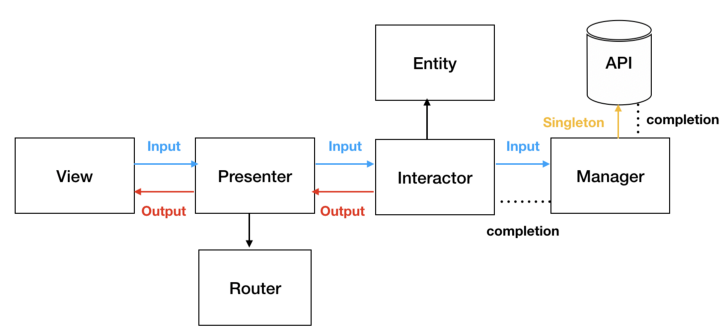 Entity
API
Singleton
completion
Input
Input
Input
View
Presenter
Interactor
Manager
Output
Output
completion
Router